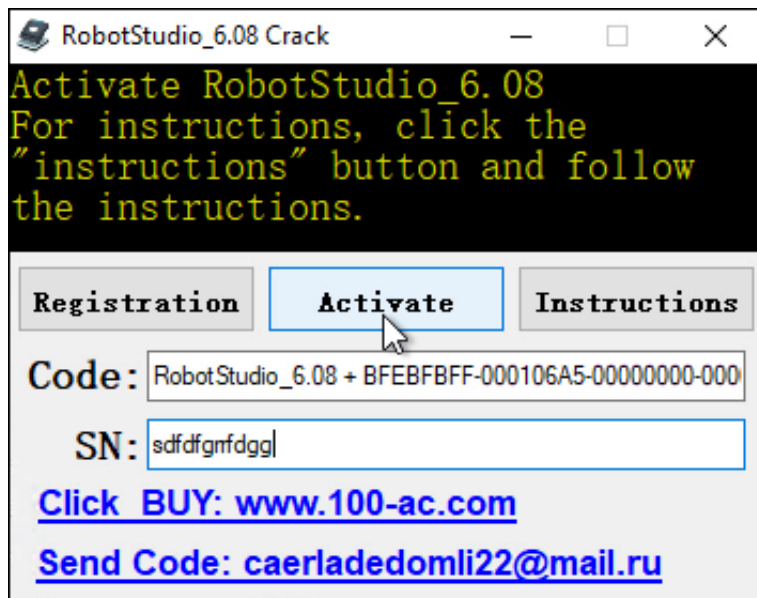 RobotStudio_6.08 Crack
Activate RobotStudio_6.08
For instructions, click the
"instructions" button and follow
the instructions.
Registration Activate Instructions
Code: RobotStudio_6.08 + BFEBFBFF-000106A5-00000000-000
SN: sdfdfgrrfdgg
Click BUY: www.100-ac.com
Send Code: caerladedomli22@mail.ru